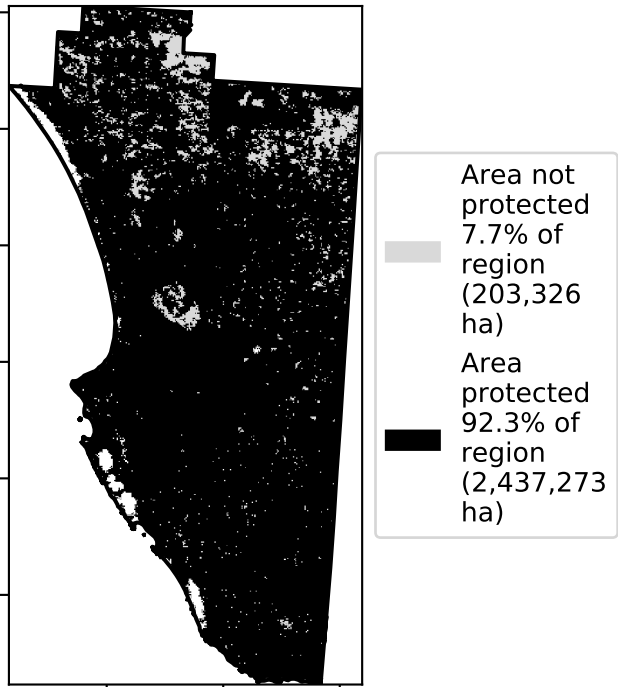 Area not
protected
7.7% of
region
(203,326
ha)
Area
protected
92.3% of
region
(2,437,273
ha)